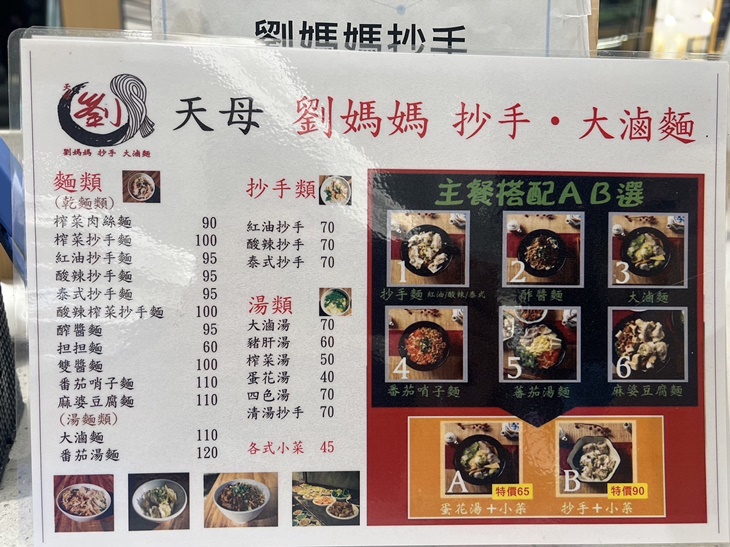 劉媽媽抄手
天母 劉媽媽 抄手·大滷麵
劉
劉媽媽 抄手 大滷麵
麵類
(乾麵類)
榨菜肉絲麵 90
榨菜抄手麵 100
紅油抄手麵 95
酸辣抄手麵 95
泰式抄手麵 95
酸辣榨菜抄手麵 100
醡醬麵 95
担担麵 60
雙醬麵 100
番茄哨子麵 110
麻婆豆腐麵 110
(湯麵類)
大滷麵 110
番茄湯麵 120
抄手類
紅油抄手 70
酸辣抄手 70
泰式抄手 70
湯類
大滷湯 70
豬肝湯 60
榨菜湯 50
蛋花湯 40
四色湯 70
清湯抄手 70
各式小菜 45
主餐搭配AB選
1
抄手麵 紅油/酸辣/泰式
2
酢醬麵
3
大滷麵
4
番茄哨子麵
5
蕃茄湯麵
6
麻婆豆腐麵
A
特價65
蛋花湯+小菜
B
特價90
抄手+小菜